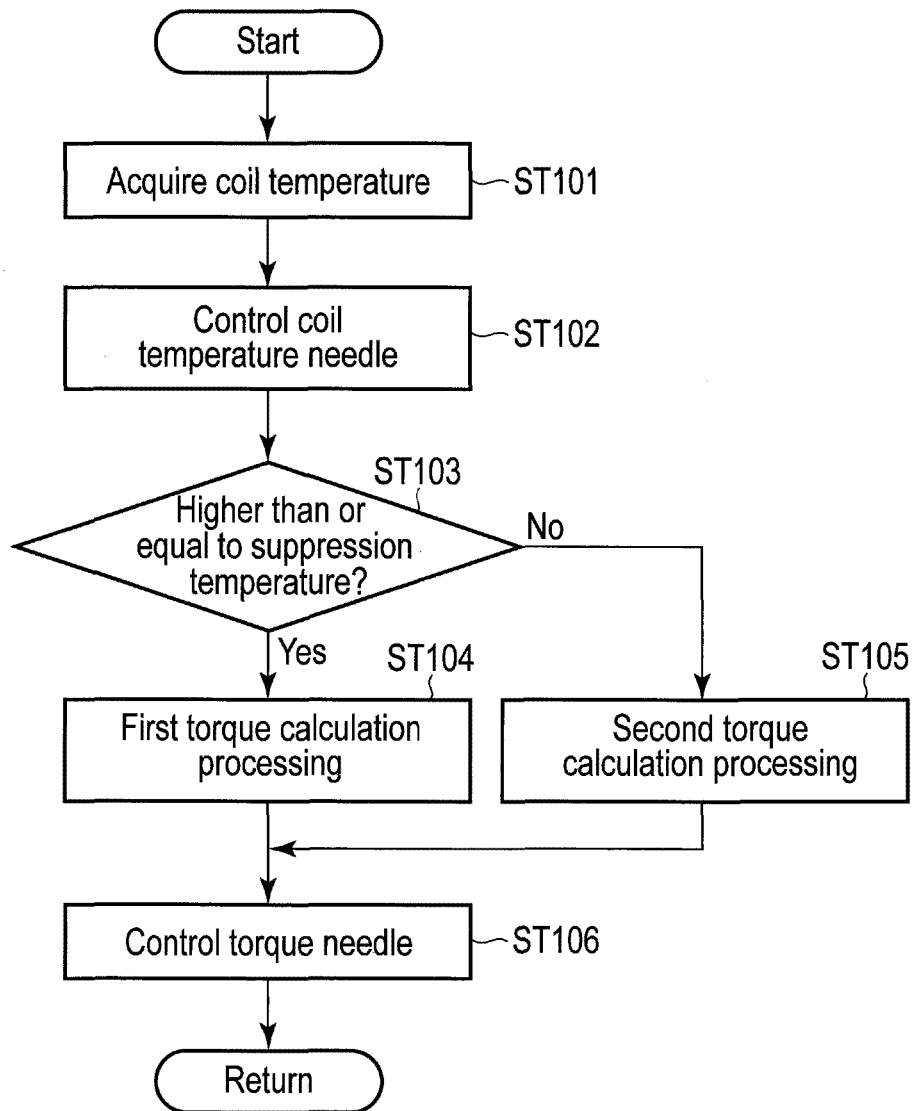 Start
Acquire coil temperature
ST101
Control coil
temperature needle
ST102
ST103
Higher than or
equal to suppression
temperature?
No
Yes
ST104
First torque calculation
processing
ST105
Second torque
calculation processing
Control torque needle
ST106
Return